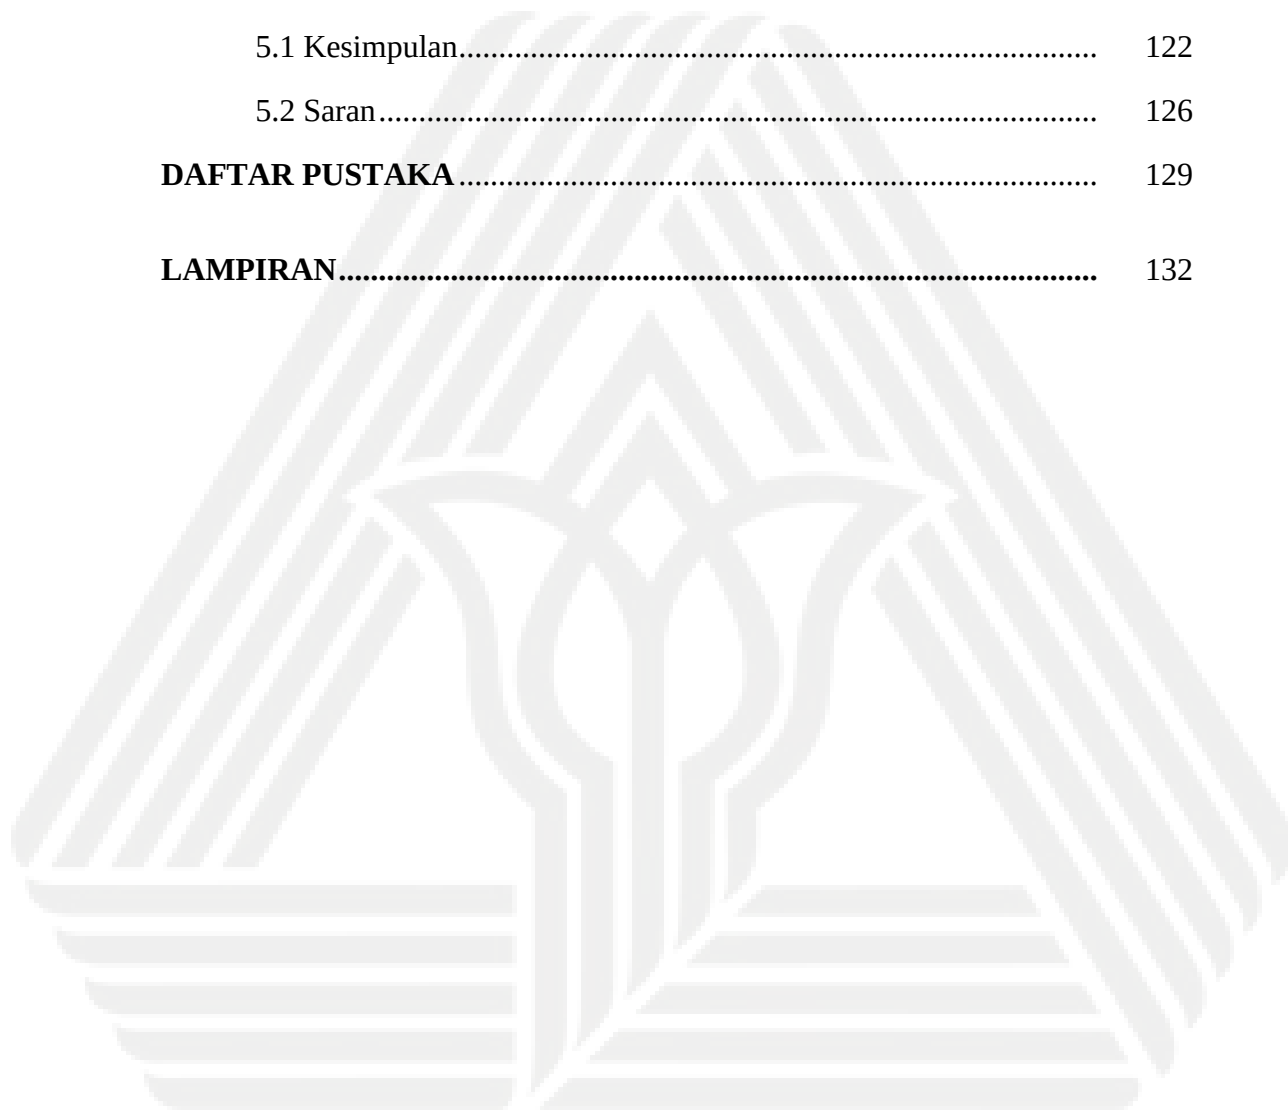 5.1 Kesimpulan................................................................................ 122
5.2 Saran.......................................................................................... 126
DAFTAR PUSTAKA................................................................................ 129
LAMPIRAN............................................................................................... 132